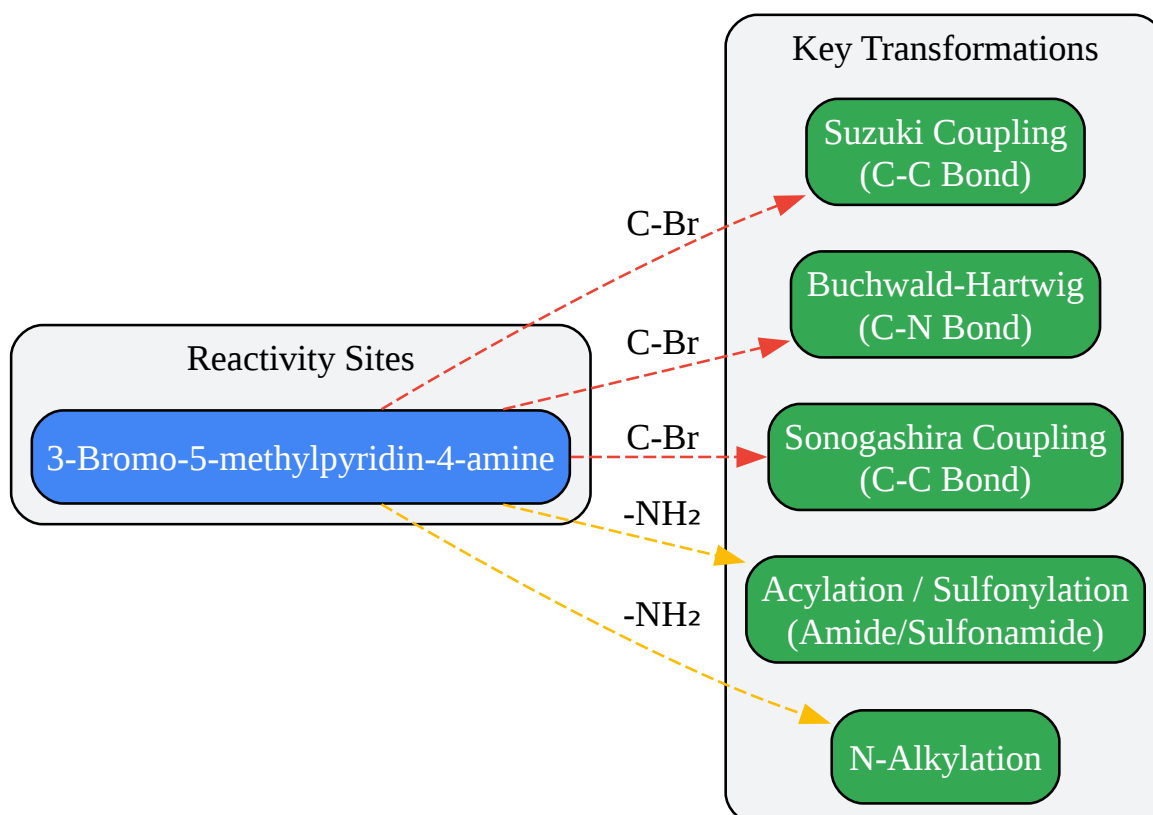 Key Transformations
Suzuki Coupling
(C-C Bond)
C-Br
Buchwald-Hartwig
(C-N Bond)
C-Br
Reactivity Sites
3-Bromo-5-methylpyridin-4-amine
C-Br
Sonogashira Coupling
(C-C Bond)
-NH₂
Acylation / Sulfonylation
(Amide/Sulfonamide)
-NH₂
N-Alkylation